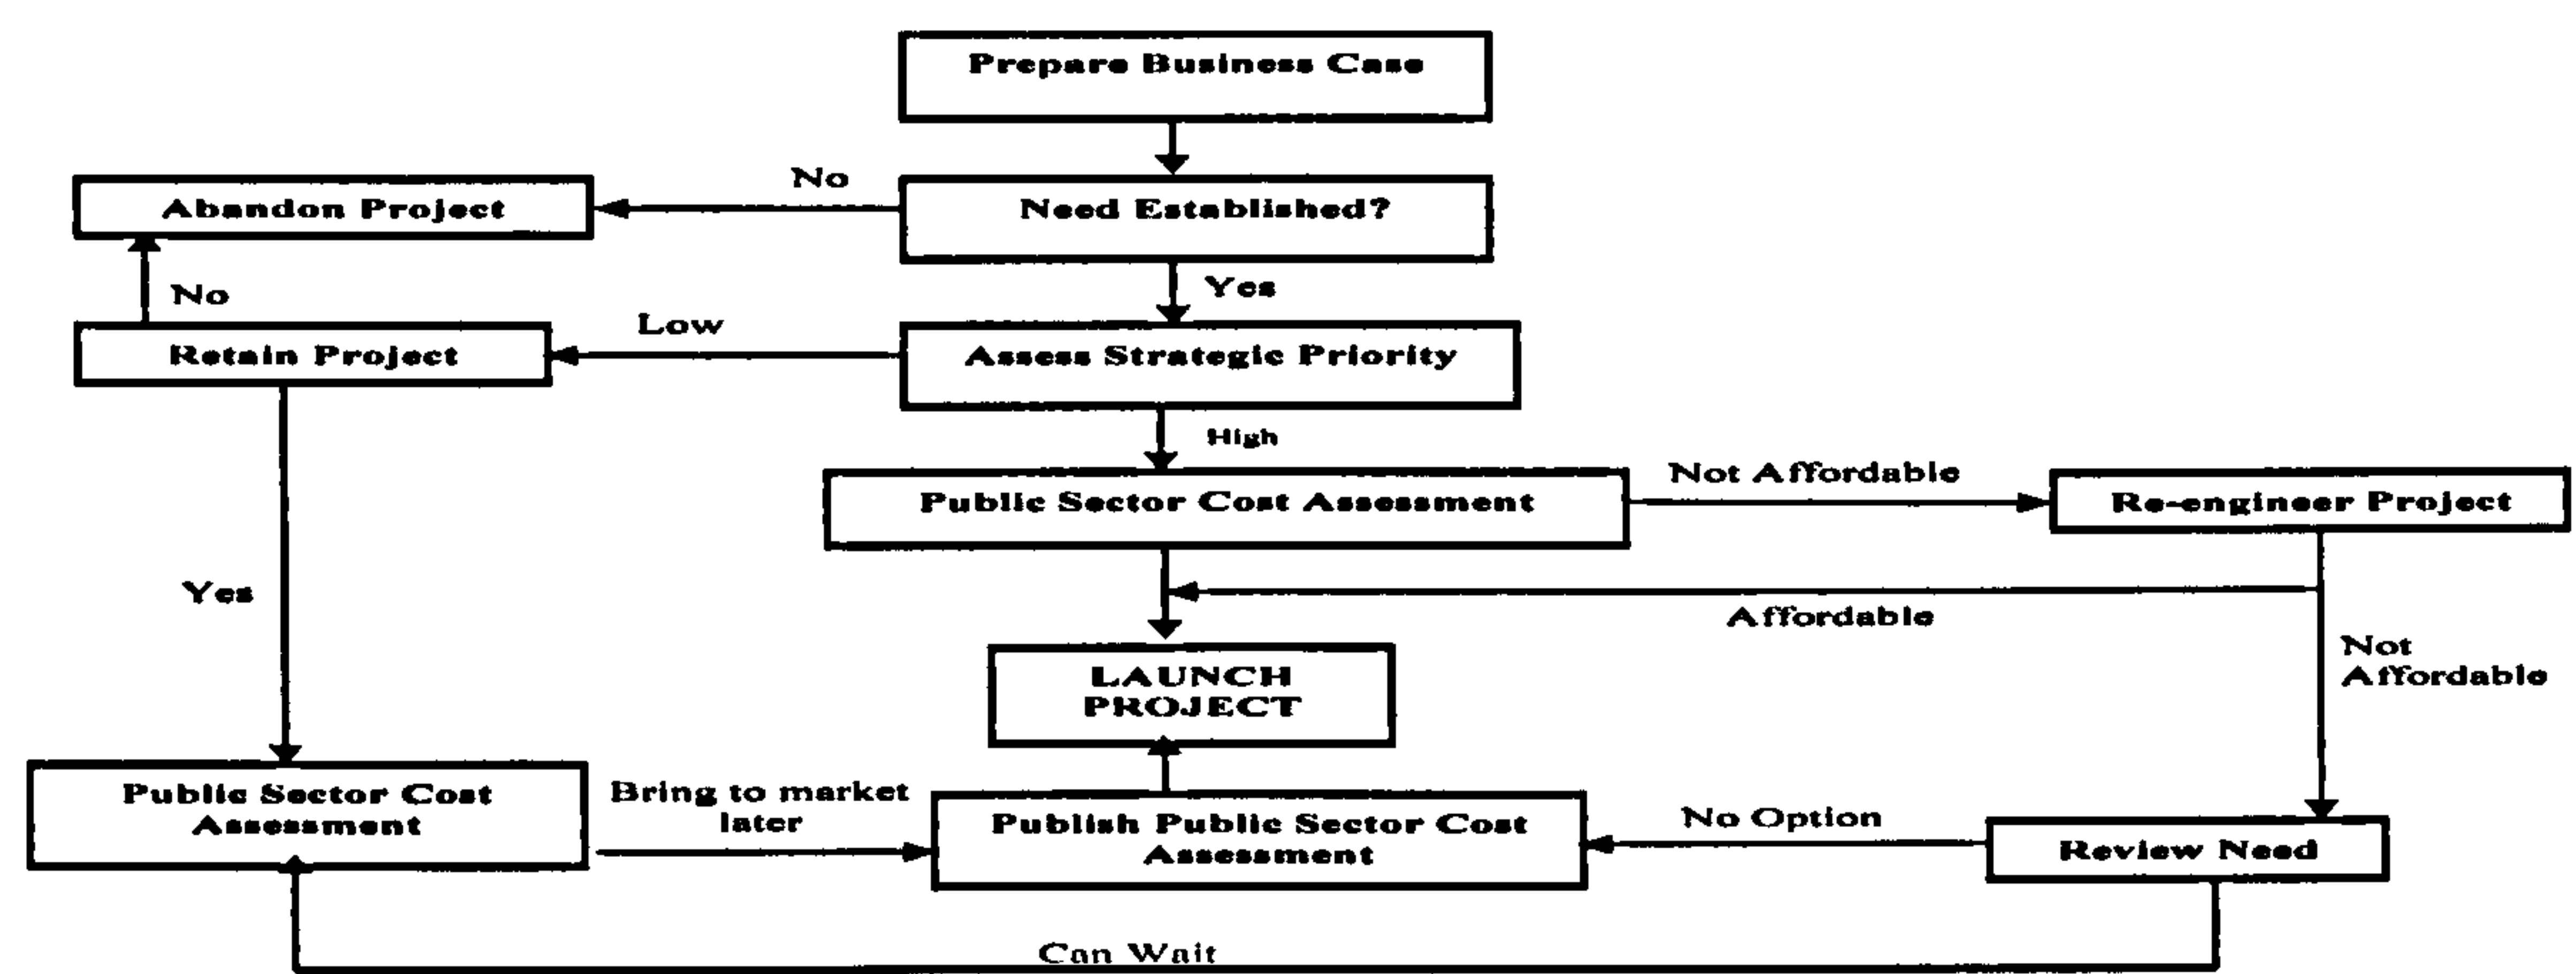 Prepare Business Case
No
Abandon Project
Need Established?
No
Yes
Low
Retain Project
Assess Strategic Priority
High
Not Affordable
Public Sector Cost Assessment
Re-engineer Project
Yes
Affordable
Not
Affordable
LAUNCH
PROJECT
Public Sector Cost
Assessment
Bring to market
later
Publish Public Sector Cost
Assessment
No Option
Review Need
Can Wait